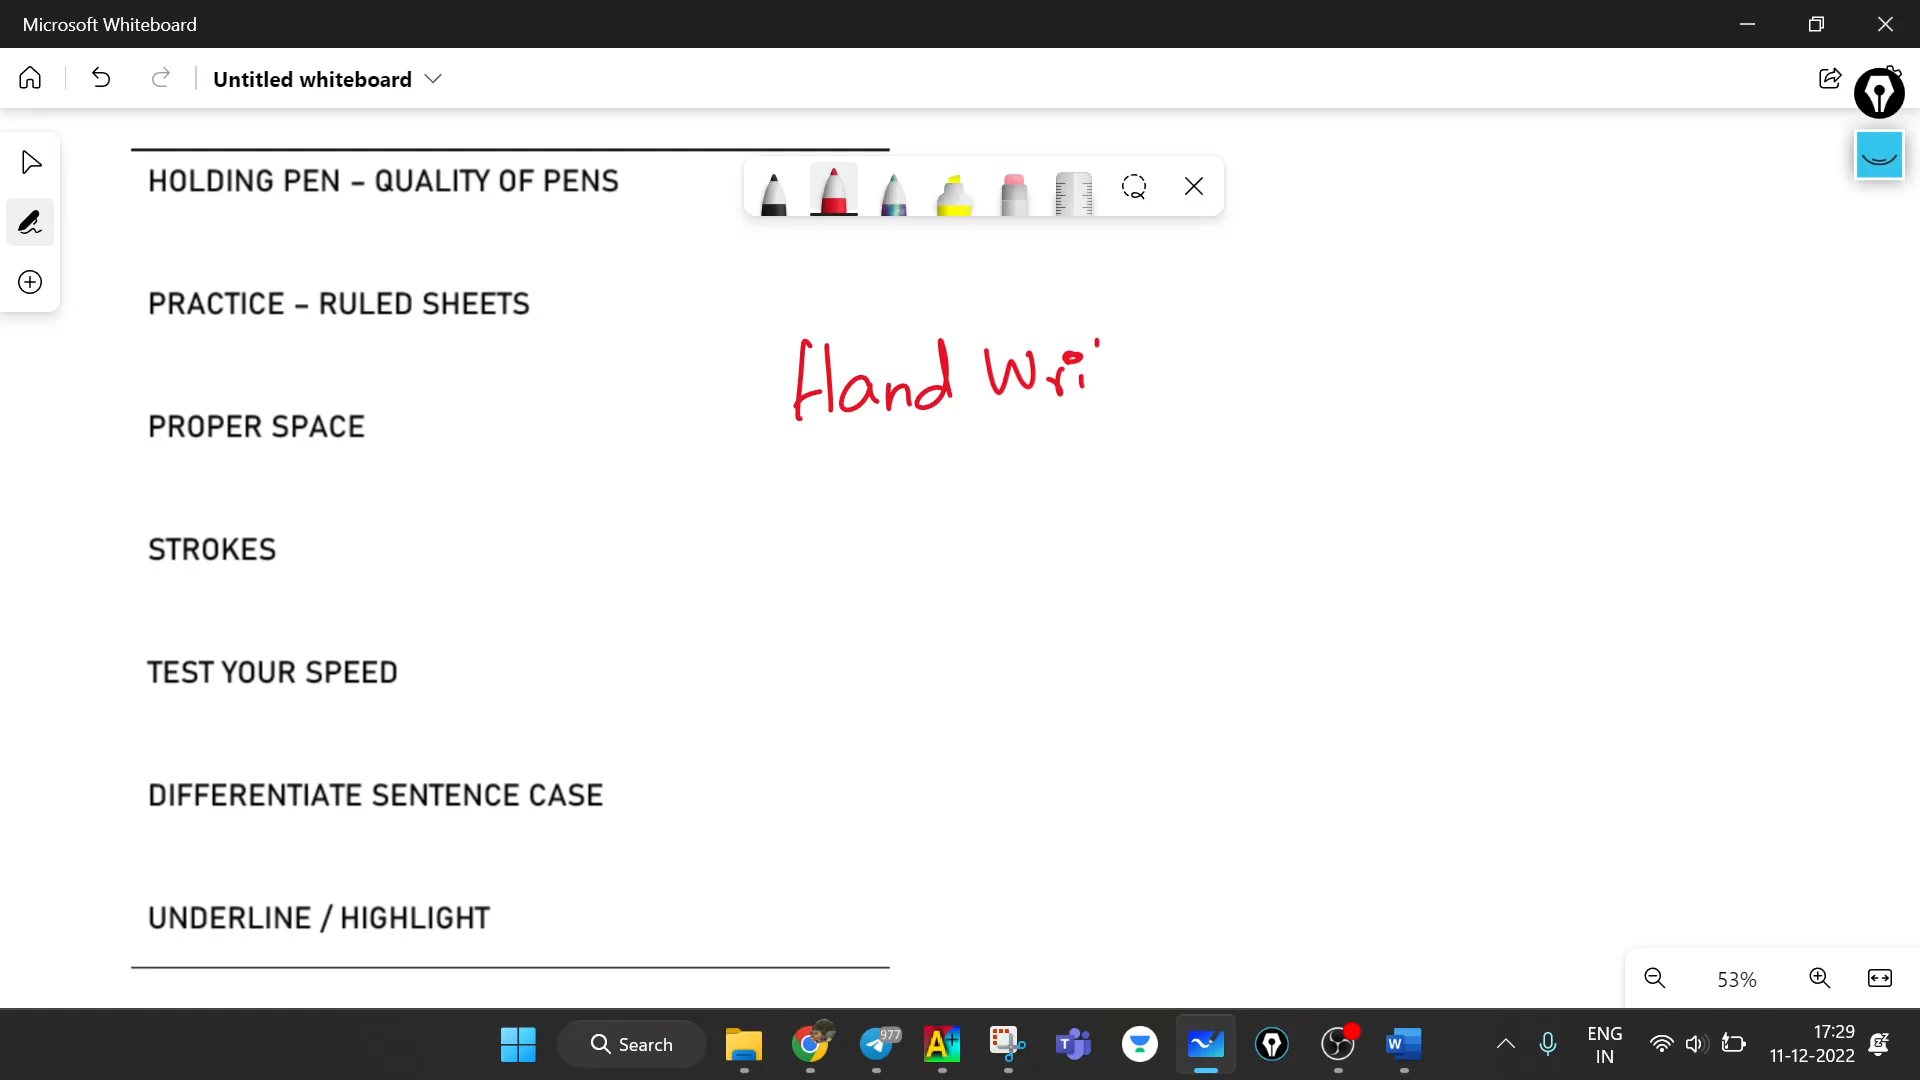 Microsoft Whiteboard
Untitled whiteboard
HOLDING PEN – QUALITY OF PENS
PRACTICE – RULED SHEETS
Hand Wri
PROPER SPACE
STROKES
TEST YOUR SPEED
DIFFERENTIATE SENTENCE CASE
UNDERLINE / HIGHLIGHT
53%
Search
977
ENG
IN
17:29
11-12-2022